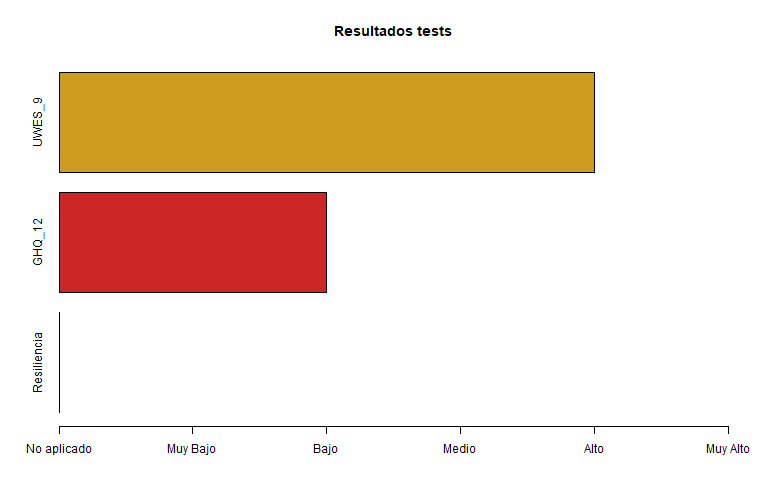 Resultados tests
UWES_9
GHQ_12
Resiliencia
No aplicado
Muy Bajo
Bajo
Medio
Alto
Muy Alto